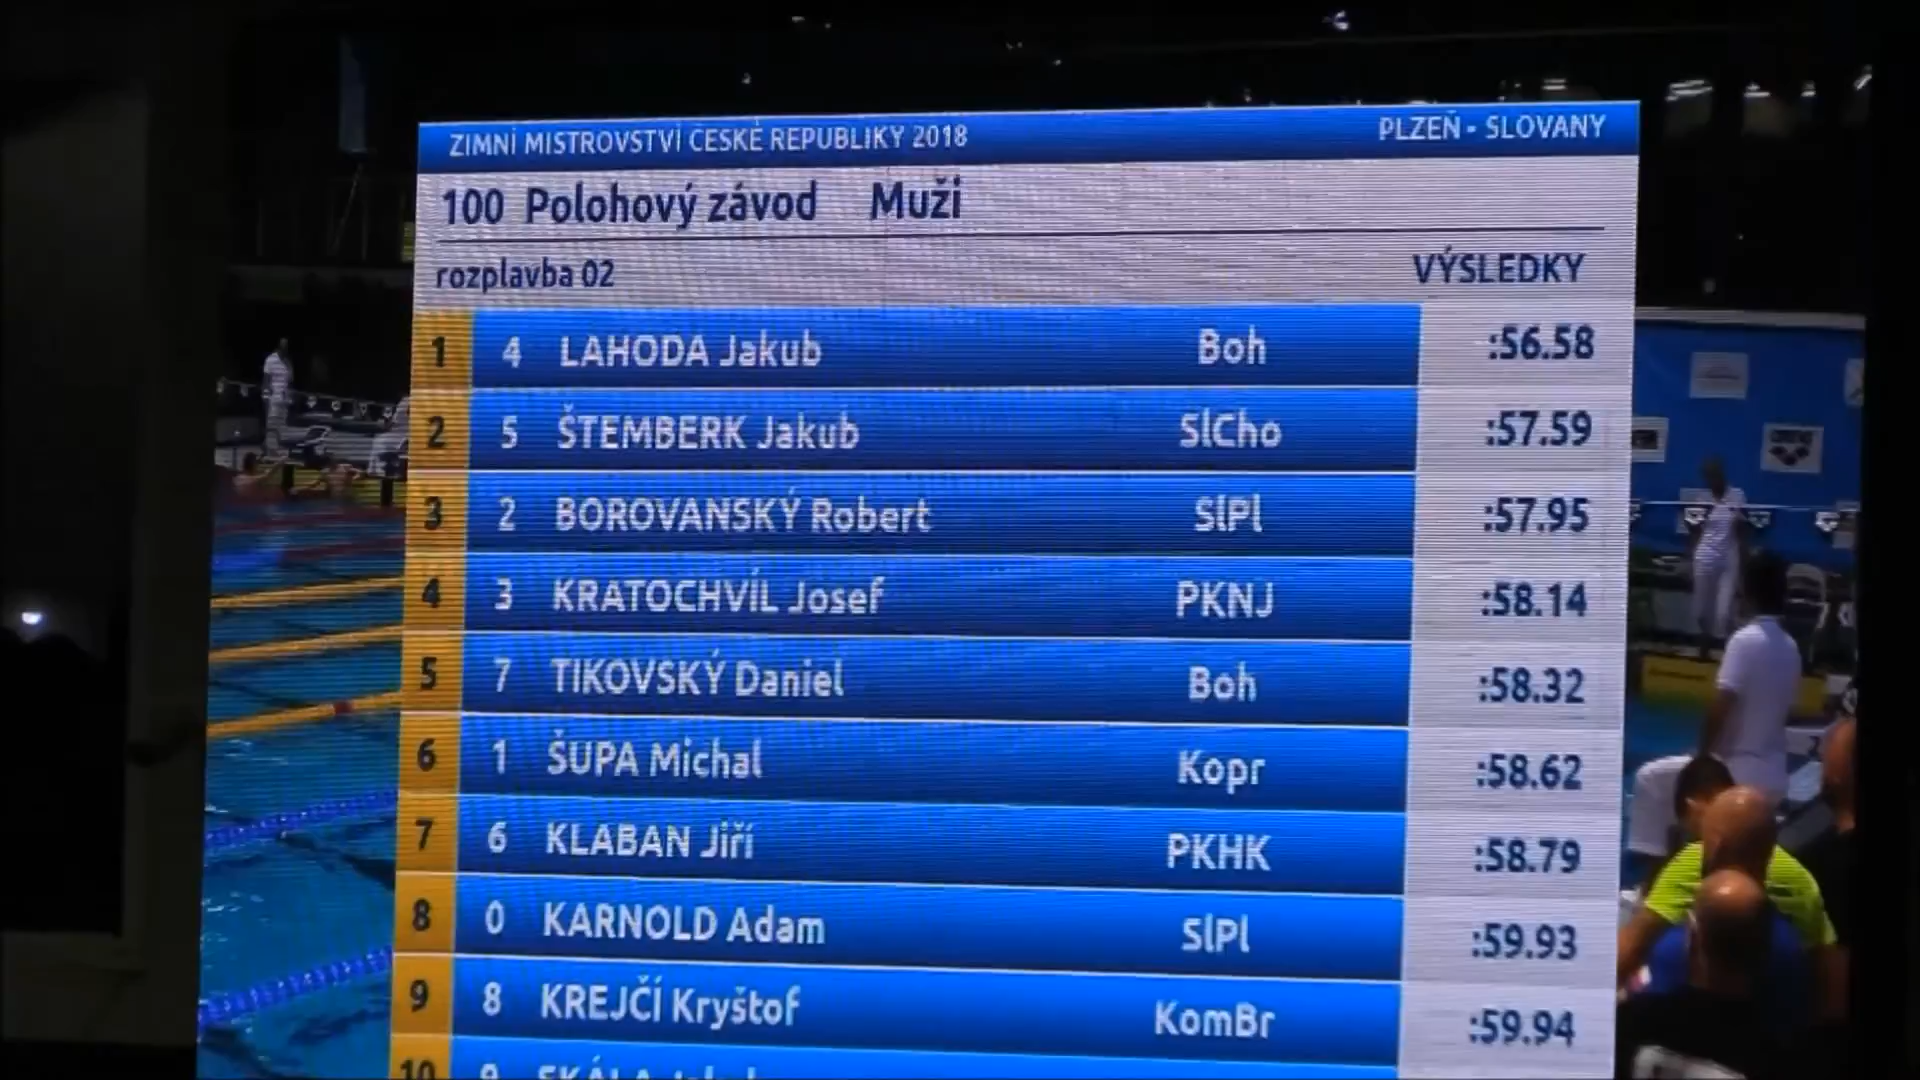 ZIMNÍ MISTROVSTVÍ ČESKÉ REPUBLIKY 2018 PLZEŇ - SLOVANY
100 Polohový závod Muži
rozplavba 02 VÝSLEDKY
1 4 LAHODA Jakub Boh :56.58
2 5 ŠTEMBERK Jakub SlCho :57.59
3 2 BOROVANSKÝ Robert SlPl :57.95
4 3 KRATOCHVÍL Josef PKNJ :58.14
5 7 TIKOVSKÝ Daniel Boh :58.32
6 1 ŠUPA Michal Kopr :58.62
7 6 KLABAN Jiří PKHK :58.79
8 0 KARNOLD Adam SlPl :59.93
9 8 KREJČÍ Kryštof KomBr :59.94
10 9